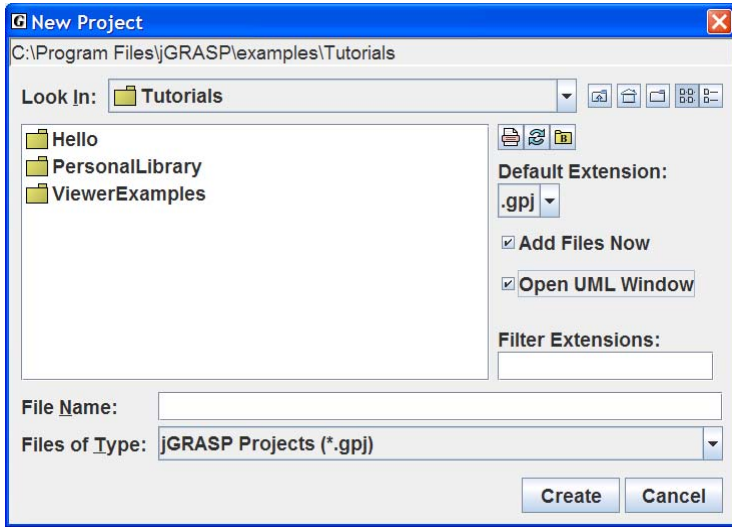 G New Project
C:\Program Files\jGRASP\examples\Tutorials
Look In: Tutorials
Hello
PersonalLibrary
ViewerExamples
B
Default Extension:
.gpj
Add Files Now
Open UML Window
Filter Extensions:
File Name:
Files of Type: jGRASP Projects (*.gpj)
Create Cancel